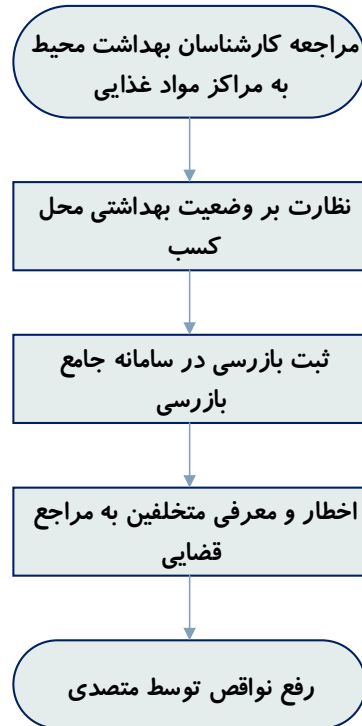 مراجعه کارشناسان بهداشت محیط
به مراکز مواد غذایی
نظارت بر وضعیت بهداشتی محل
کسب
ثبت بازرسی در سامانه جامع
بازرسی
اخطار و معرفی متخلفین به مراجع
قضایی
رفع نواقص توسط متصدی